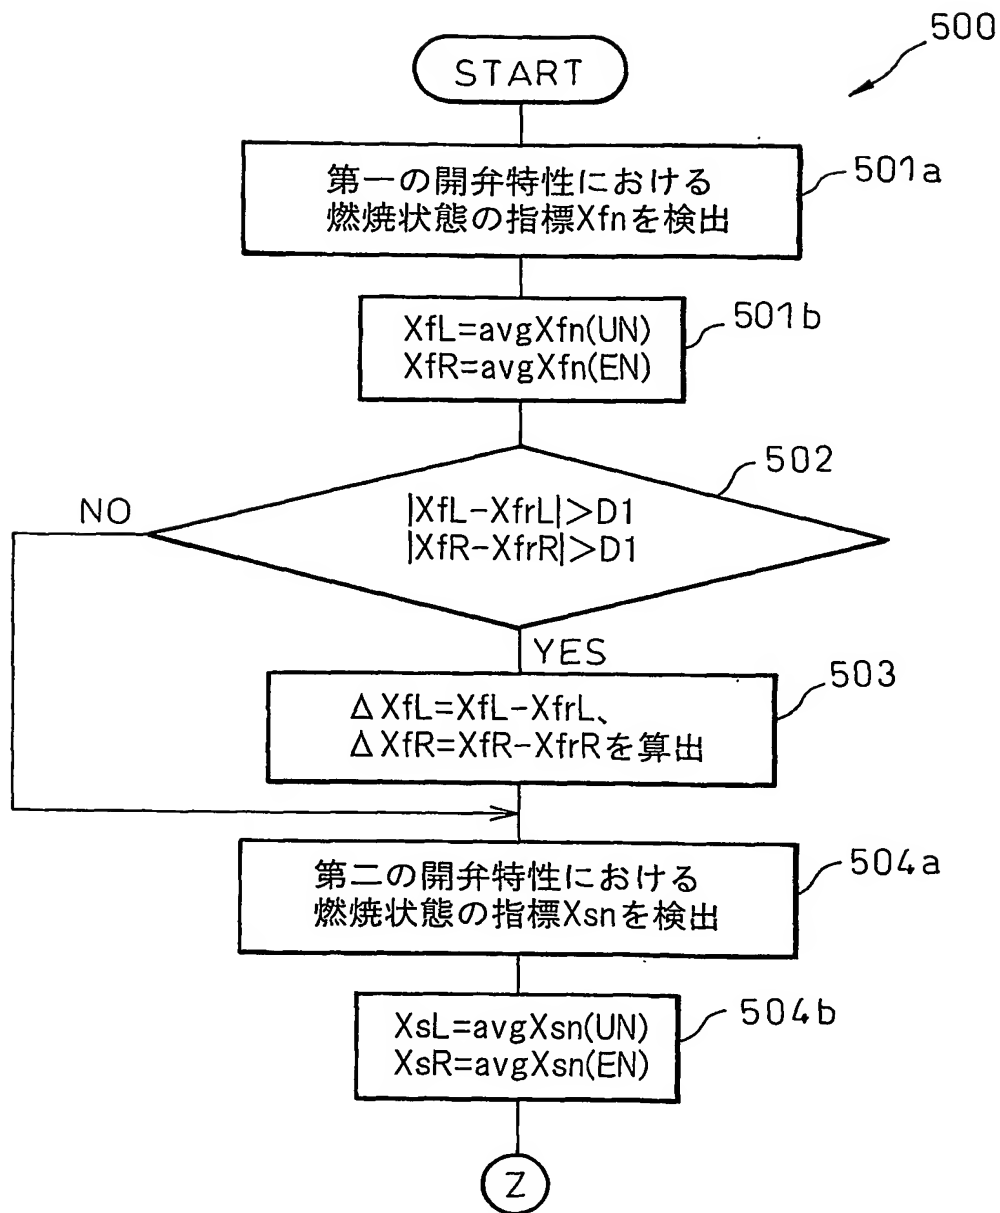 500
START
第一の開弁特性における
燃焼状態の指標Xfnを検出
501a
XfL=avgXfn(UN)
XfR=avgXfn(EN)
501b
502
|XfL-XfrL|>D1
|XfR-XfrR|>D1
NO
YES
503
ΔXfL=XfL-XfrL、
ΔXfR=XfR-XfrRを算出
504a
第二の開弁特性における
燃焼状態の指標Xsnを検出
504b
XsL=avgXsn(UN)
XsR=avgXsn(EN)
Z